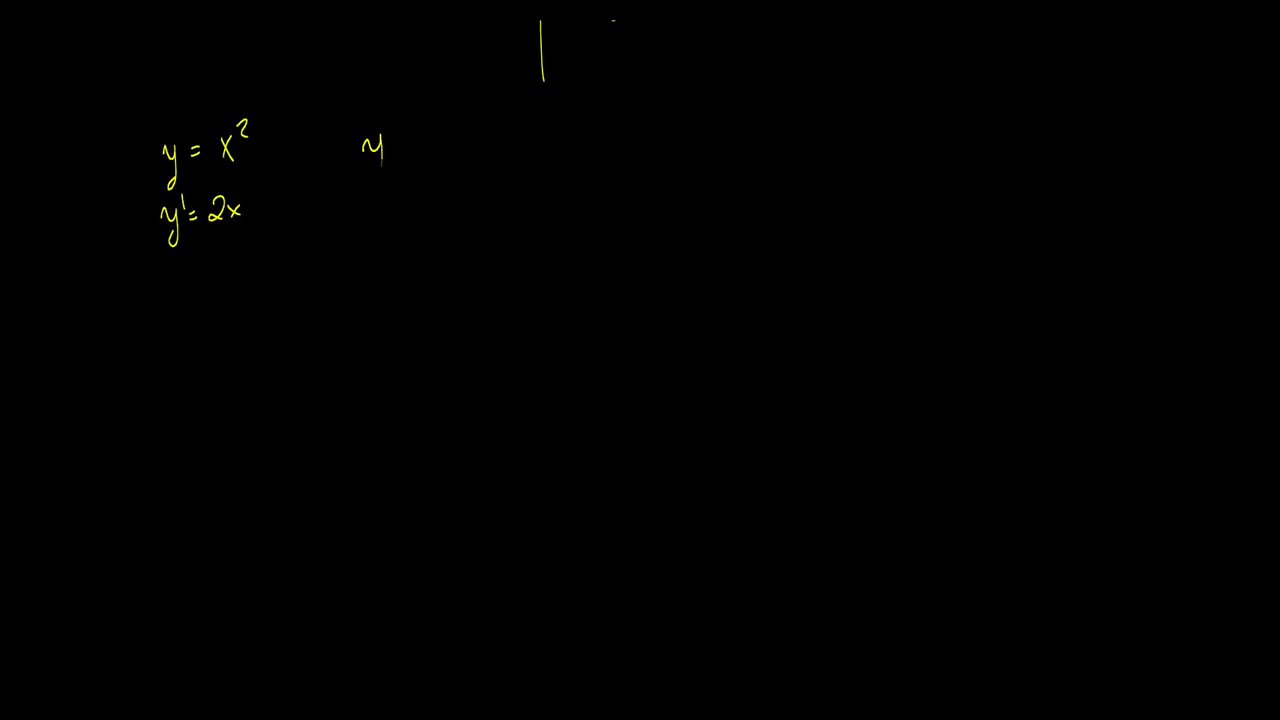 y = x² y
y' = 2x